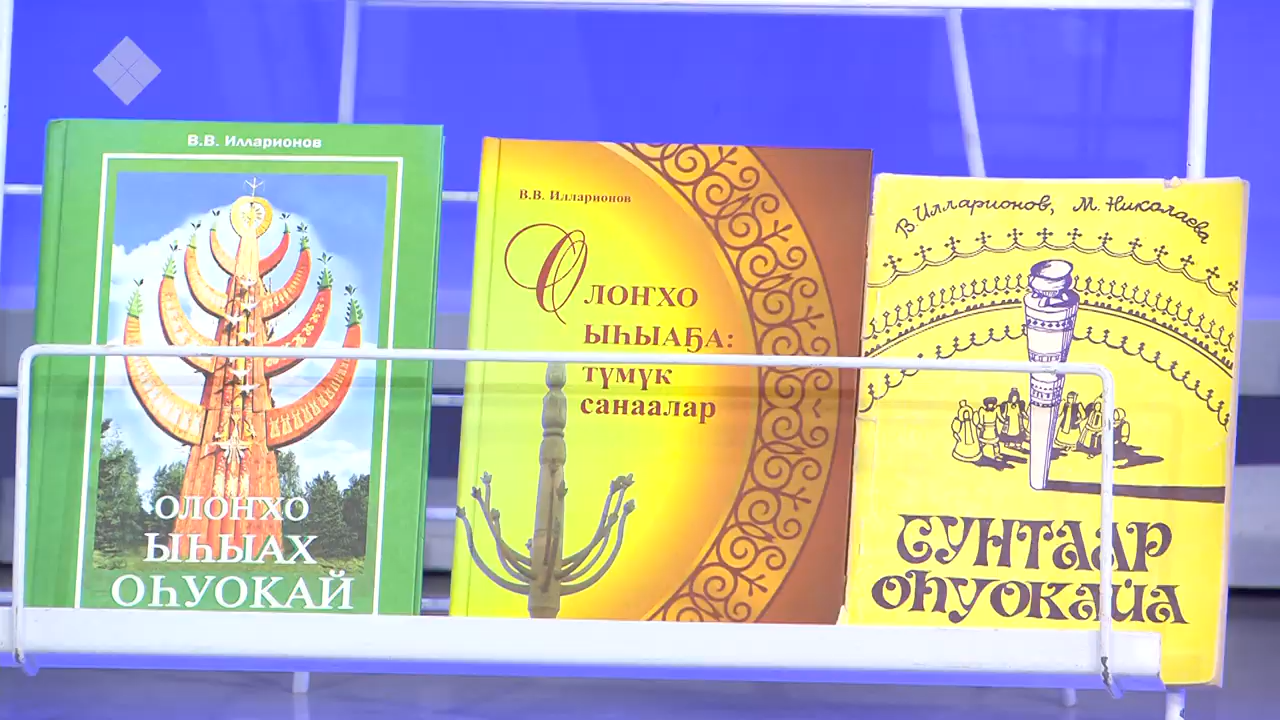 В.В. Илларионов
ОЛОҤХО
ЫҺЫАХ
ОҺУОКАЙ
В.В. Илларионов
Олоҥхо
ыһыаҕа:
түмүк
санаалар
В. Илларионов, М. Николаева
СУНТААР
ОҺУОКАЙА